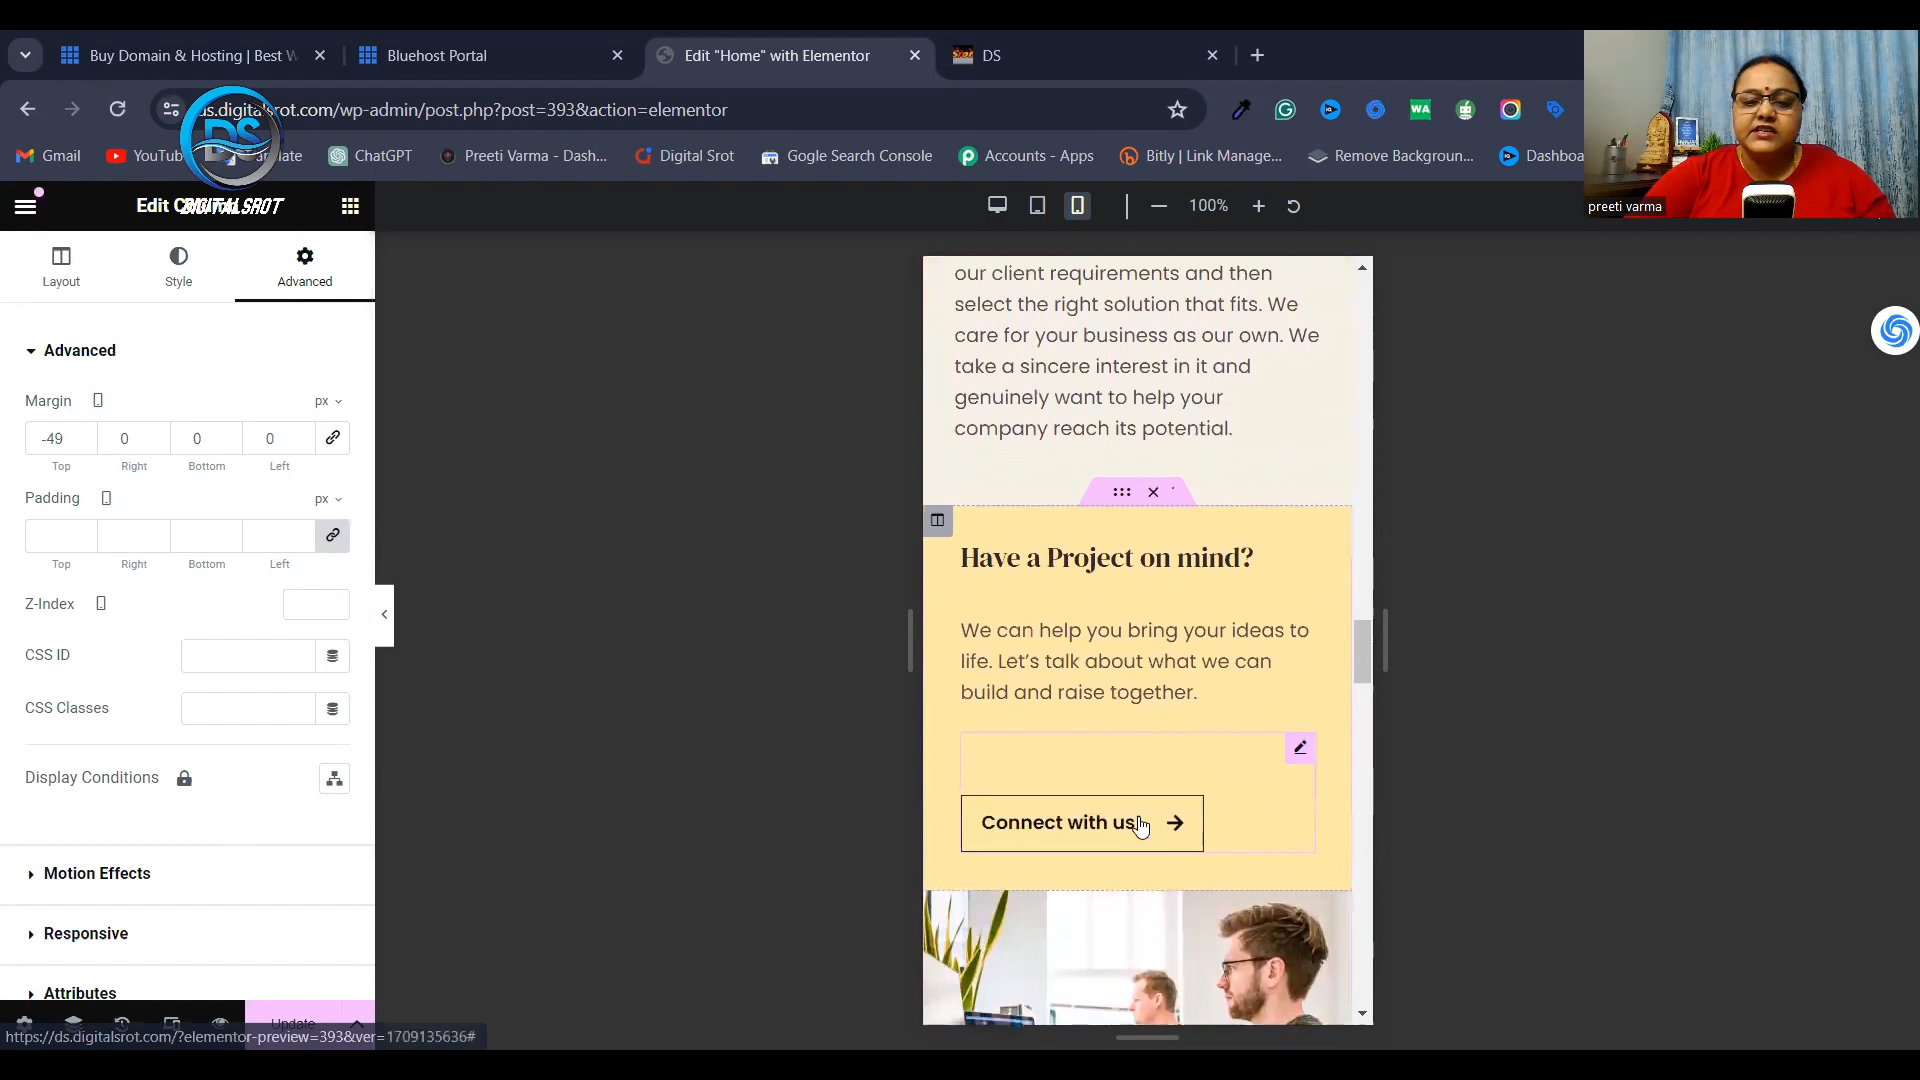 Buy Domain & Hosting | Best W
Bluehost Portal
Edit "Home" with Elementor
DS
ds.digitalsrot.com/wp-admin/post.php?post=393&action=elementor
Gmail
YouTub
Translate
ChatGPT
Preeti Varma - Dash...
Digital Srot
Gogle Search Console
Accounts - Apps
Bitly | Link Manage...
Remove Backgroun...
Dashboa
WA
preeti varma
DS
DIGITALSROT
Edit Column
100%
Layout
Style
Advanced
Advanced
Margin
px
-49
0
0
0
Top
Right
Bottom
Left
Padding
px
Top
Right
Bottom
Left
Z-Index
CSS ID
CSS Classes
Display Conditions
Motion Effects
Responsive
Attributes
Update
https://ds.digitalsrot.com/?elementor-preview=393&ver=1709135636#
our client requirements and then
select the right solution that fits. We
care for your business as our own. We
take a sincere interest in it and
genuinely want to help your
company reach its potential.
Have a Project on mind?
We can help you bring your ideas to
life. Let's talk about what we can
build and raise together.
Connect with us